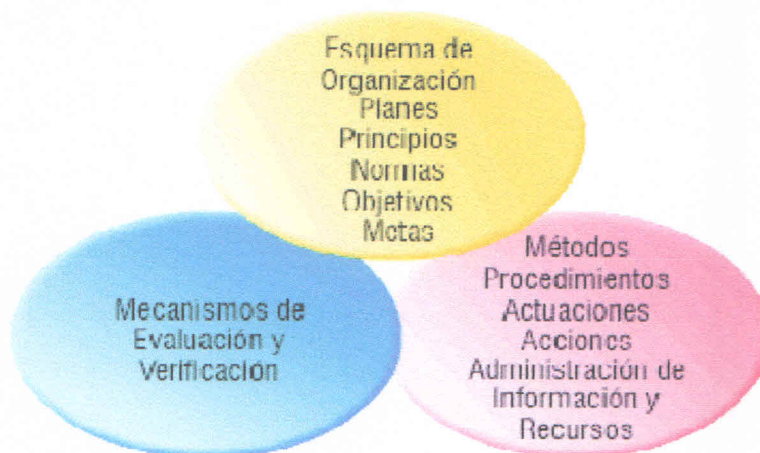 Esquema de
Organización
Planes
Principios
Normas
Objetivos
Metas
Mecanismos de
Evaluación y
Verificación
Métodos
Procedimientos
Actuaciones
Acciones
Administración de
Información y
Recursos